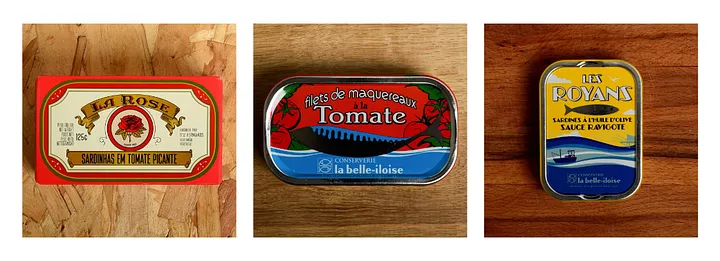 LA ROSE
125g
SARDINHAS EM TOMATE PICANTE
filets de maquereaux
à la
Tomate
CONSERVERIE
la belle-iloise
LES
ROYANS
SARDINES À L'HUILE D'OLIVE
SAUCE RAVIGOTE
CONSERVERIE
la belle-iloise